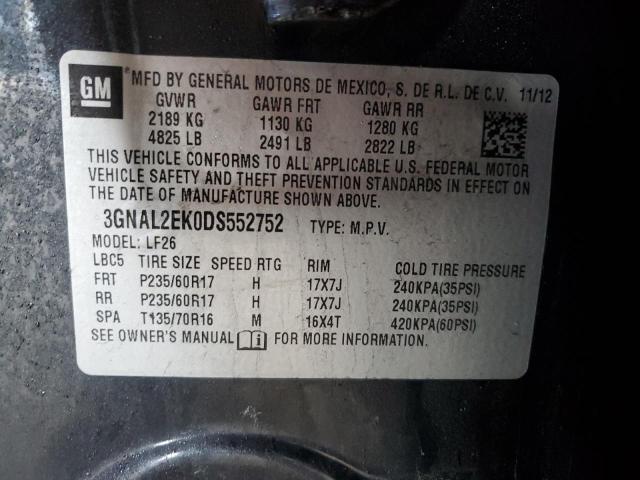 GM MFD BY GENERAL MOTORS DE MEXICO, S. DE R.L. DE C.V. 11/12
GVWR GAWR FRT GAWR RR
2189 KG 1130 KG 1280 KG
4825 LB 2491 LB 2822 LB
THIS VEHICLE CONFORMS TO ALL APPLICABLE U.S. FEDERAL MOTOR
VEHICLE SAFETY AND THEFT PREVENTION STANDARDS IN EFFECT ON
THE DATE OF MANUFACTURE SHOWN ABOVE.
3GNAL2EK0DS552752 TYPE: M.P.V.
MODEL: LF26
LBC5 TIRE SIZE SPEED RTG RIM COLD TIRE PRESSURE
FRT P235/60R17 H 17X7J 240KPA(35PSI)
RR P235/60R17 H 17X7J 240KPA(35PSI)
SPA T135/70R16 M 16X4T 420KPA(60PSI)
SEE OWNER'S MANUAL i FOR MORE INFORMATION.